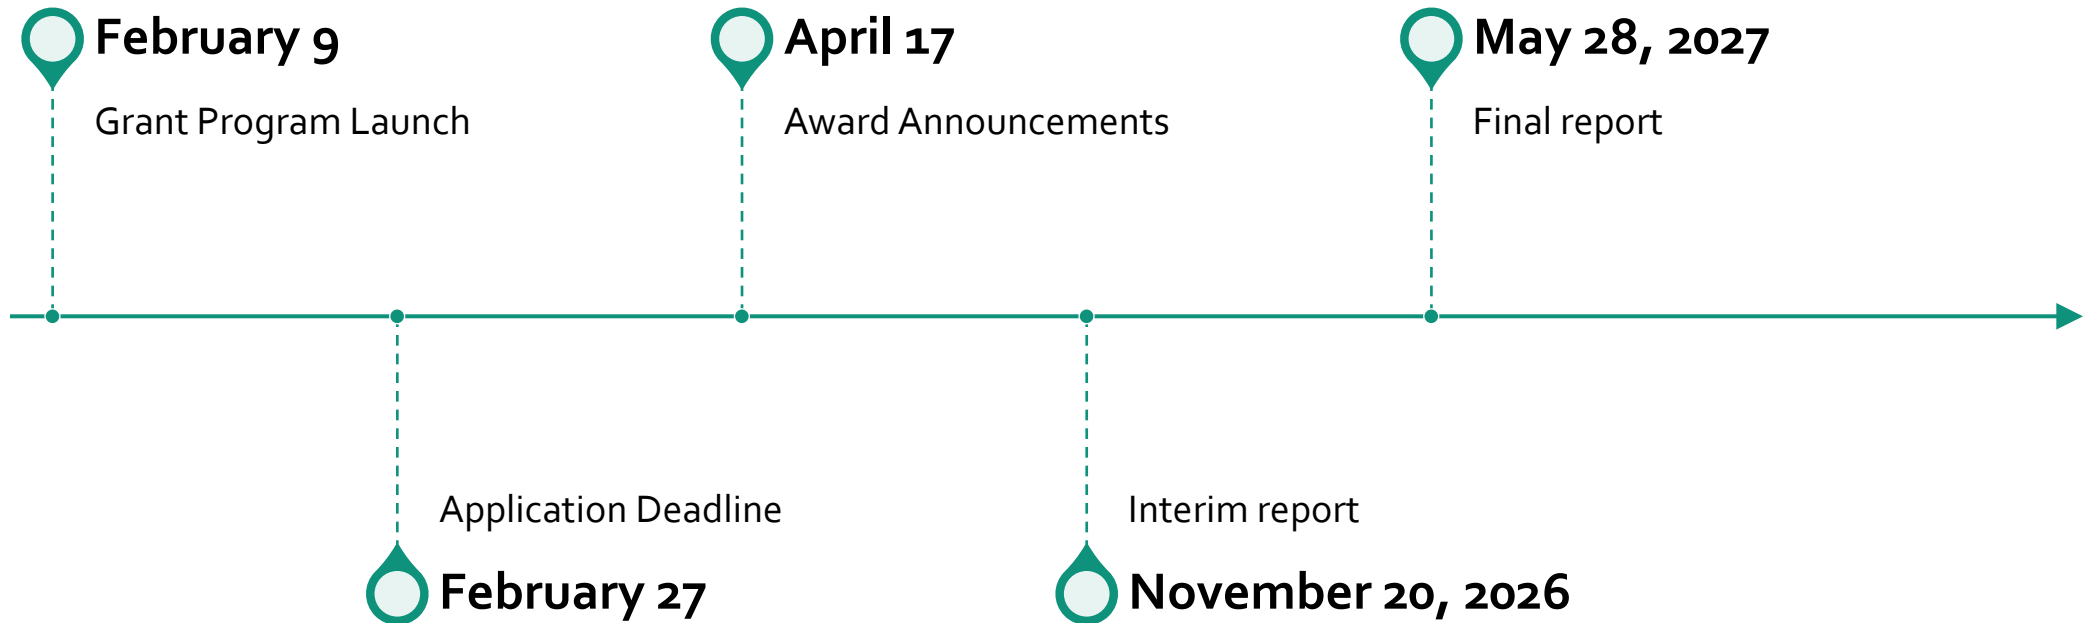 February 9
Grant Program Launch
April 17
Award Announcements
May 28, 2027
Final report
Application Deadline
February 27
Interim report
November 20, 2026